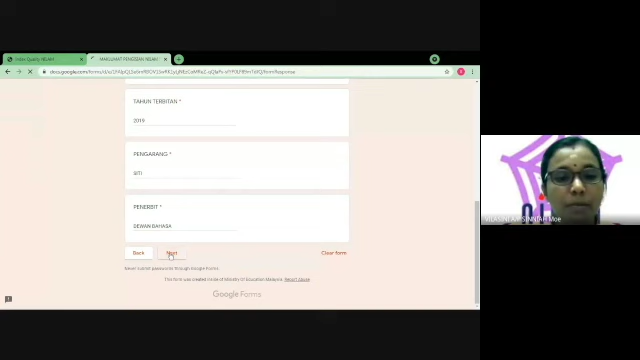 MAKLUMAT PENGISIAN NILAM
TAHUN TERBITAN *
2019
PENGARANG *
SITI
PENERBIT *
DEWAN BAHASA
Back
Next
Clear form
Never submit passwords through Google Forms.
This form was created inside of Ministry Of Education Malaysia. Report Abuse
Google Forms